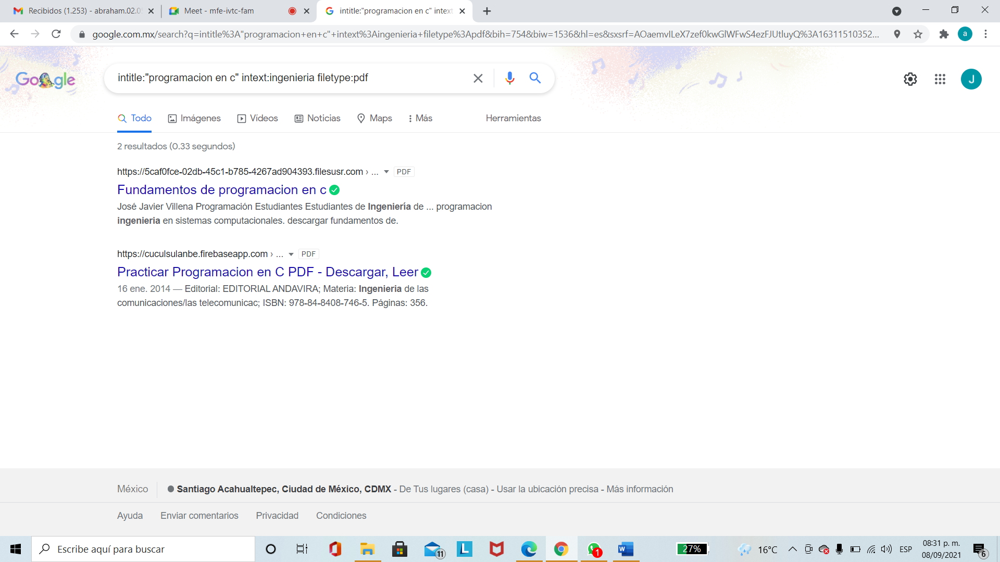 Recibidos (1.253) - abraham.02.0
Meet - mfe-ivtc-fam
intitle:"programacion en c" intext
google.com.mx/search?q=intitle%3A"programacion+en+c"+intext%3Aingenieria+filetype%3Apdf&bih=754&biw=1536&hl=es&sxsrf=AOaemvILeX7zef0kwGlWFwS4ezFJUtluyQ%3A16311510352...
a
Google
intitle:"programacion en c" intext:ingenieria filetype:pdf
J
Todo
Imágenes
Vídeos
Noticias
Maps
Más
Herramientas
2 resultados (0.33 segundos)
https://5caf0fce-02db-45c1-b785-4267ad904393.filesusr.com › ... PDF
Fundamentos de programacion en c
José Javier Villena Programación Estudiantes Estudiantes de Ingeniería de ... programacion
ingenieria en sistemas computacionales. descargar fundamentos de.
https://cuculsulanbe.firebaseapp.com › ... PDF
Practicar Programacion en C PDF - Descargar, Leer
16 ene. 2014 — Editorial: EDITORIAL ANDAVIRA; Materia: Ingenieria de las
comunicaciones/las telecomunicac; ISBN: 978-84-8408-746-5. Páginas: 356.
México
Santiago Acahualtepec, Ciudad de México, CDMX - De Tus lugares (casa) - Usar la ubicación precisa - Más información
Ayuda
Enviar comentarios
Privacidad
Condiciones
Escribe aquí para buscar
11
L
1
W
27%
16°C
ESP
08:31 p. m.
08/09/2021
6